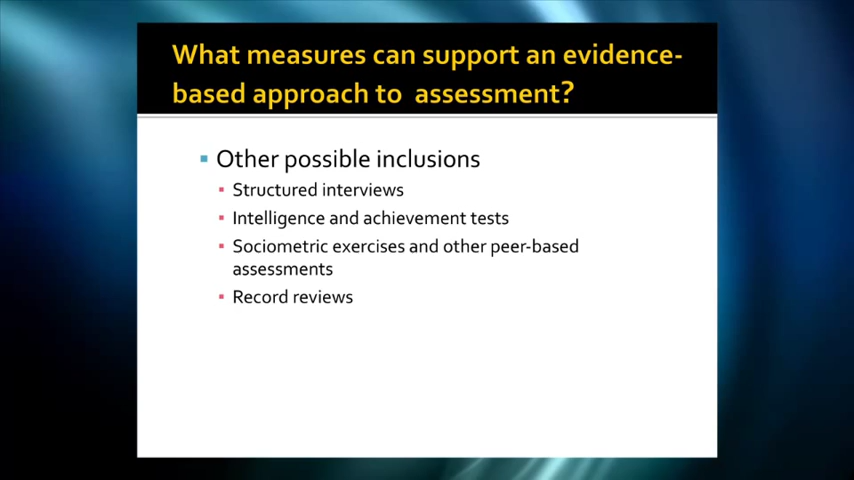 What measures can support an evidence-
based approach to assessment?
Other possible inclusions
Structured interviews
Intelligence and achievement tests
Sociometric exercises and other peer-based
assessments
Record reviews